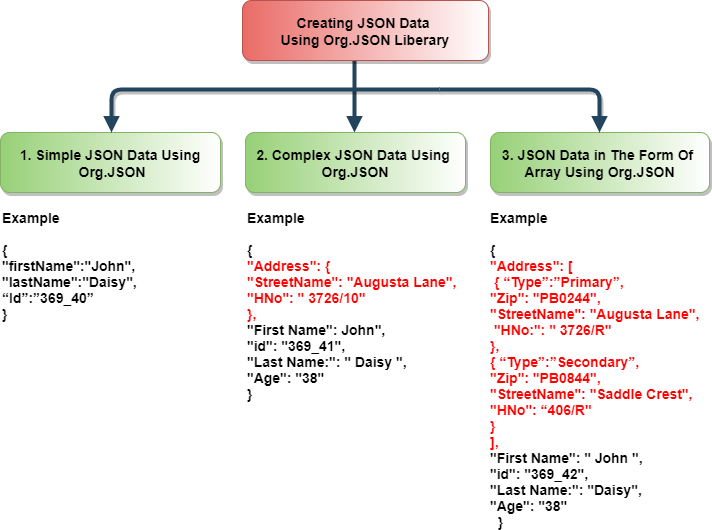 Creating JSON Data
Using Org.JSON Liberary
1. Simple JSON Data Using
Org.JSON
Example
{
"firstName":"John",
"lastName":"Daisy",
“Id”:”369_40”
}
2. Complex JSON Data Using
Org.JSON
Example
{
"Address": {
"StreetName": "Augusta Lane",
"HNo": " 3726/10"
},
"First Name": John",
"id": "369_41",
"Last Name:": " Daisy ",
"Age": "38"
}
3. JSON Data in The Form Of
Array Using Org.JSON
Example
{
"Address": [
{ “Type”:”Primary”,
"Zip": "PB0244",
"StreetName": "Augusta Lane",
"HNo:": " 3726/R"
},
{ “Type”:”Secondary”,
"Zip": "PB0844",
"StreetName": "Saddle Crest",
"HNo": “406/R"
}
],
"First Name": " John ",
"id": "369_42",
"Last Name:": "Daisy",
"Age": "38"
}